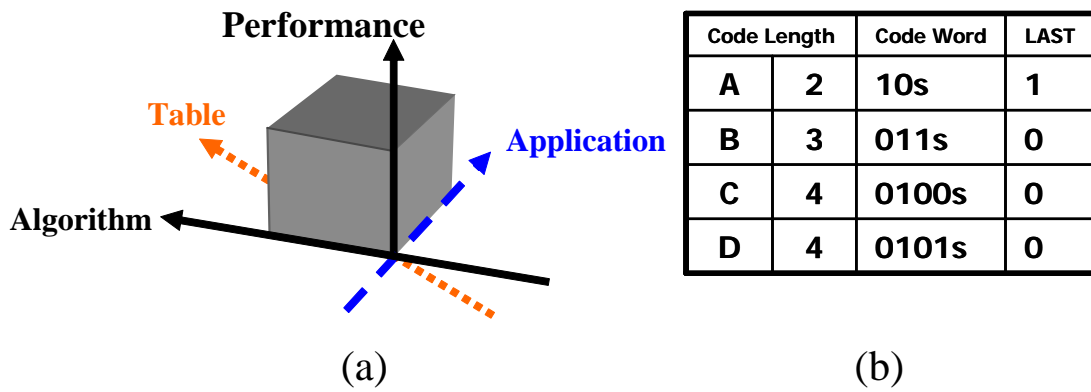 Performance
Table
Application
Algorithm
(a)
Code Length Code Word LAST
A 2 10s 1
B 3 011s 0
C 4 0100s 0
D 4 0101s 0
(b)